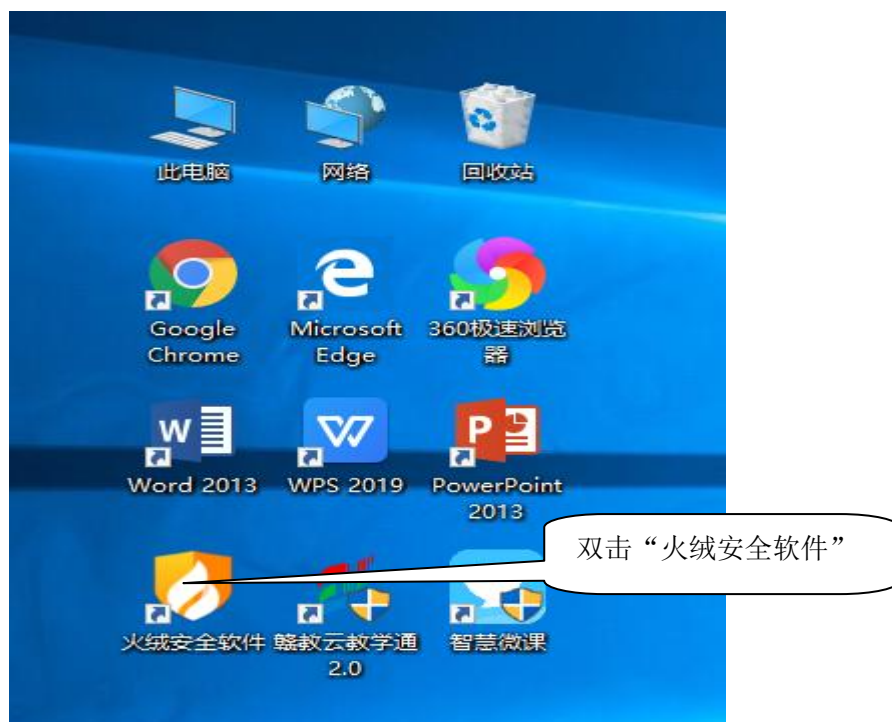 此电脑 网络 回收站
Google Microsoft 360极速浏览
Chrome Edge 器
Word 2013 WPS 2019 PowerPoint
2013
双击“火绒安全软件”
火绒安全软件 赣教云教学通 智慧微课
2.0